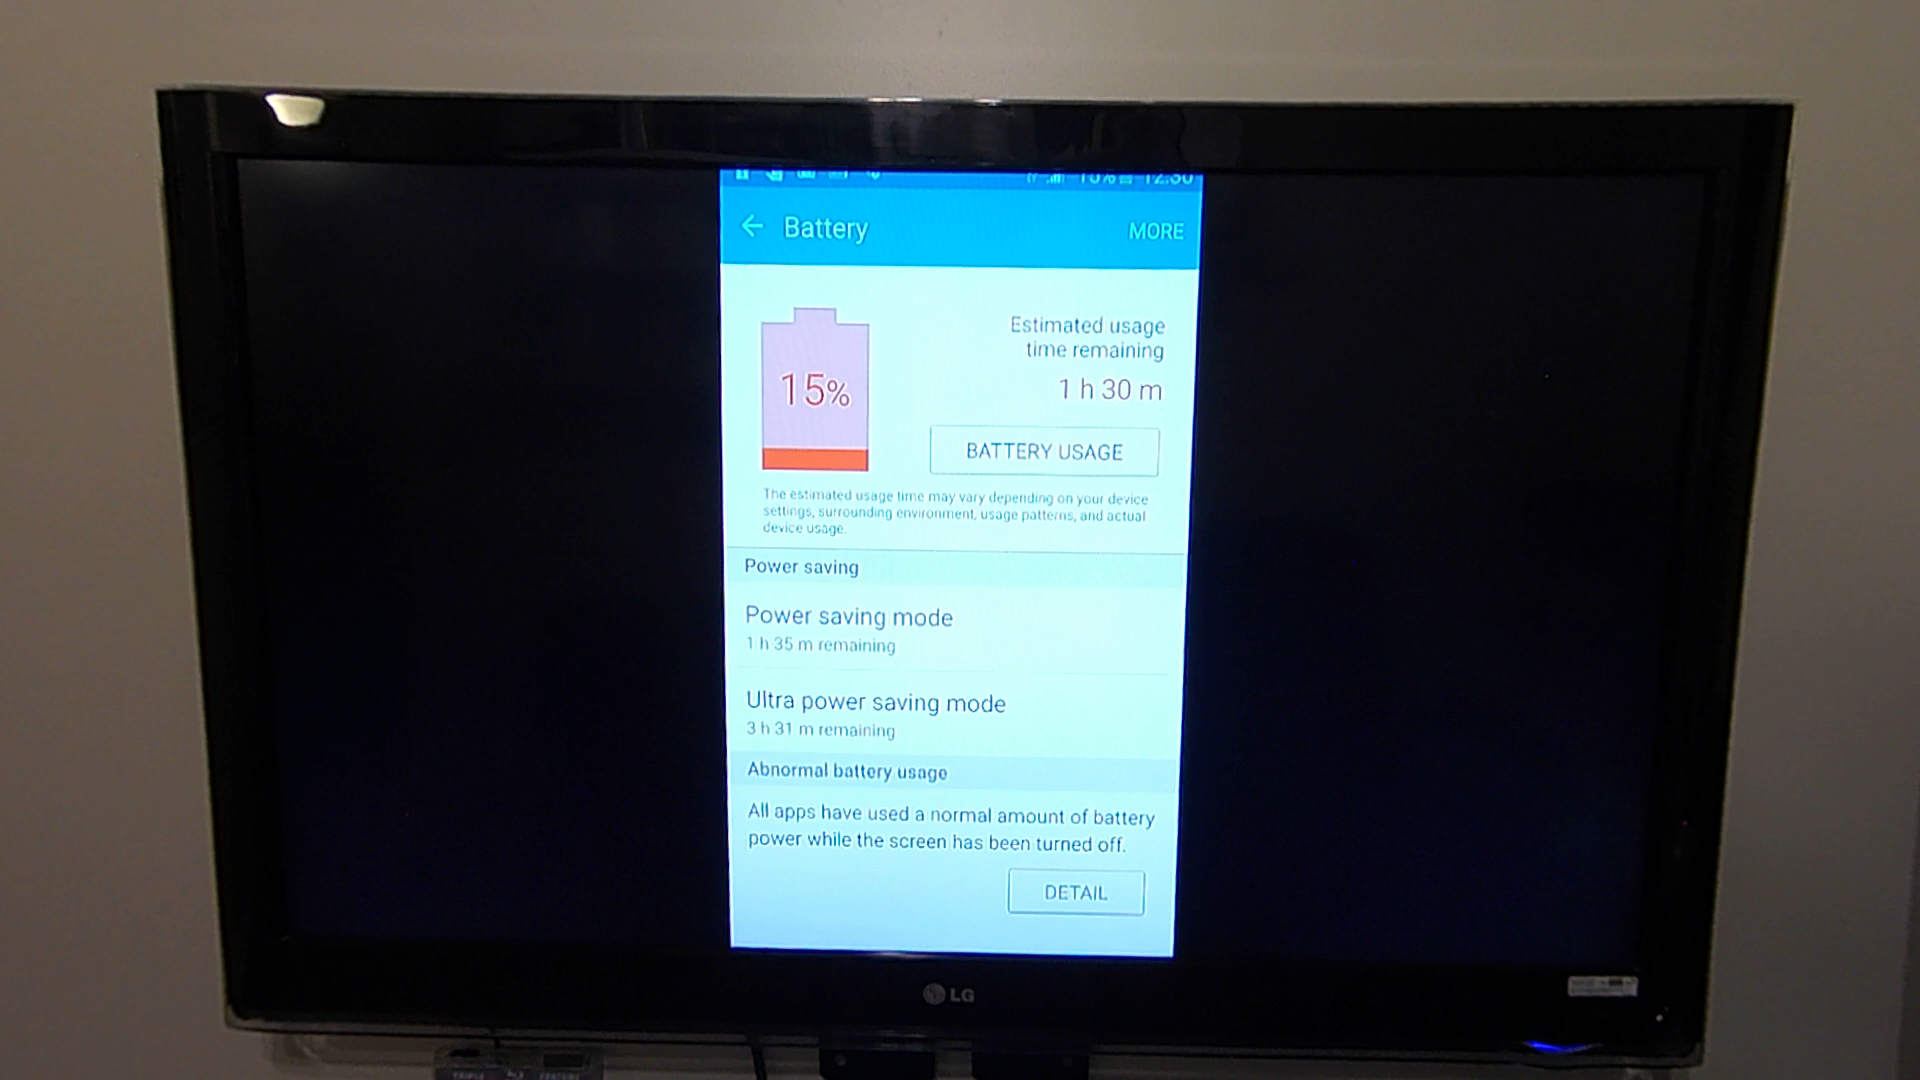 15% 12:30
Battery
MORE
Estimated usage
time remaining
15%
1 h 30 m
BATTERY USAGE
The estimated usage time may vary depending on your device
settings, surrounding environment, usage patterns, and actual
device usage.
Power saving
Power saving mode
1 h 35 m remaining
Ultra power saving mode
3 h 31 m remaining
Abnormal battery usage
All apps have used a normal amount of battery
power while the screen has been turned off.
DETAIL
LG